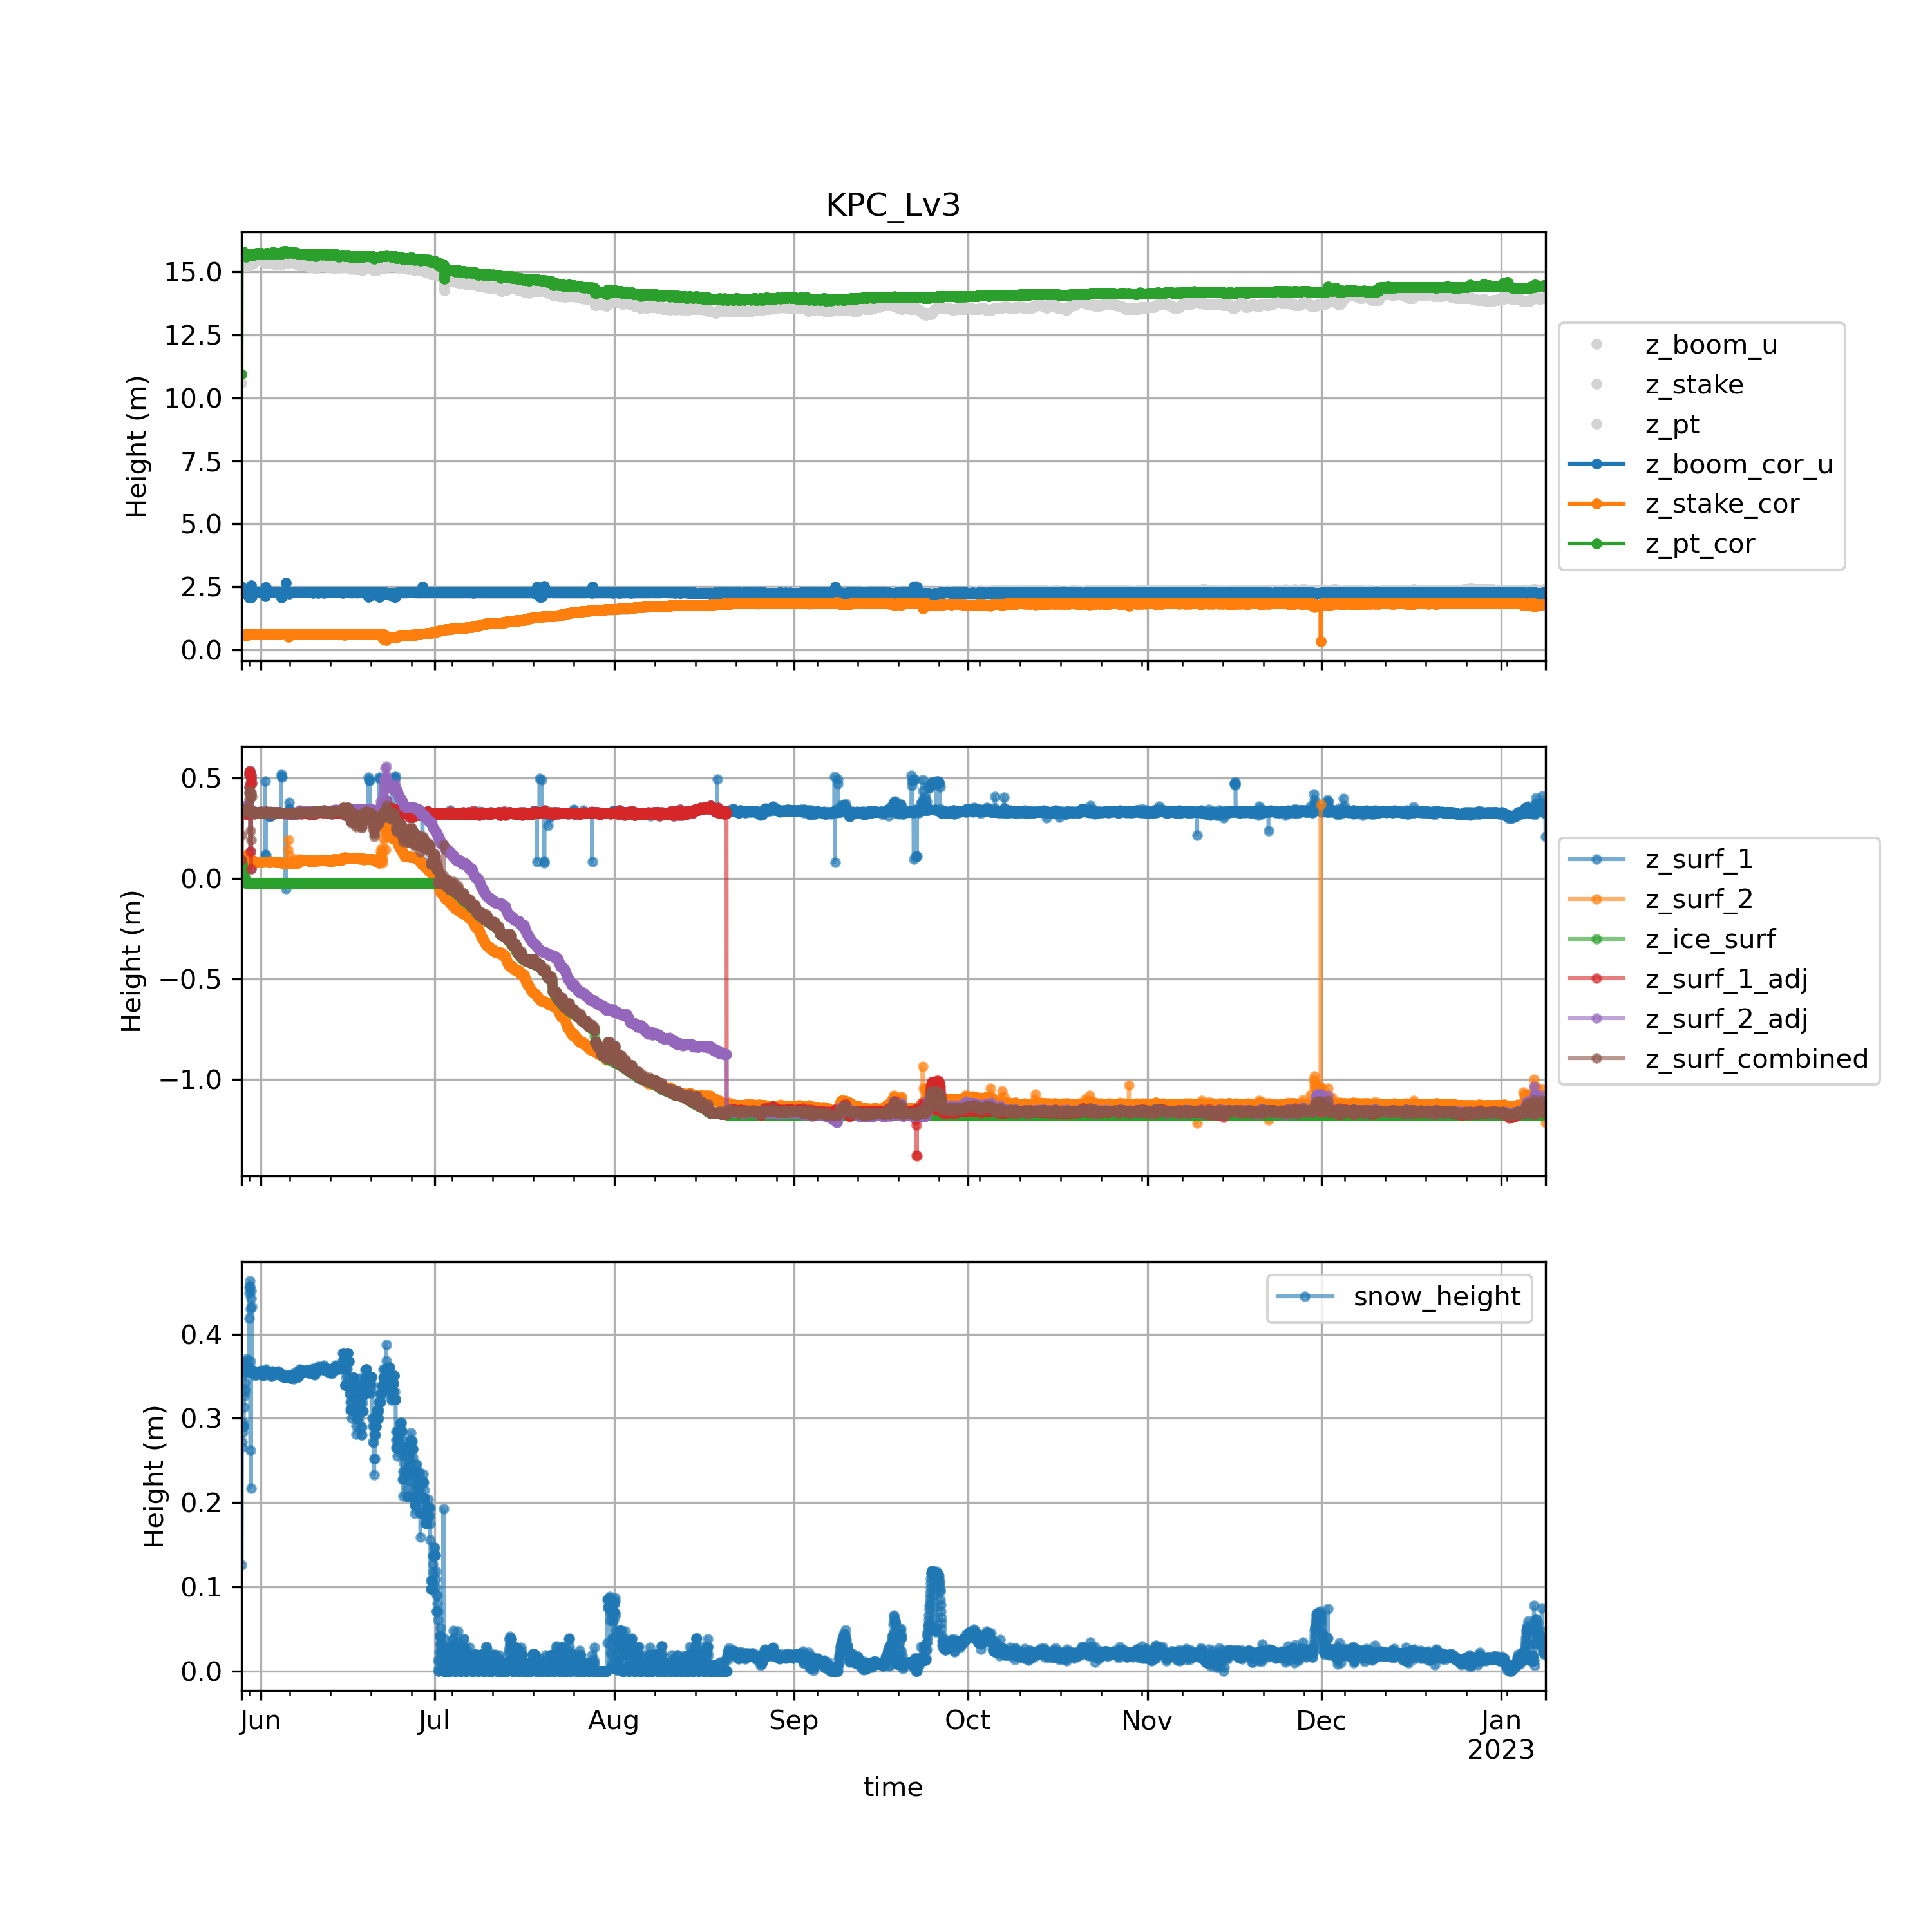 KPC_Lv3
Height (m)
15.0
12.5
10.0
7.5
5.0
2.5
0.0
z_boom_u
z_stake
z_pt
z_boom_cor_u
z_stake_cor
z_pt_cor
Height (m)
0.5
0.0
−0.5
−1.0
z_surf_1
z_surf_2
z_ice_surf
z_surf_1_adj
z_surf_2_adj
z_surf_combined
Height (m)
0.4
0.3
0.2
0.1
0.0
snow_height
Jun Jul Aug Sep Oct Nov Dec Jan
2023
time